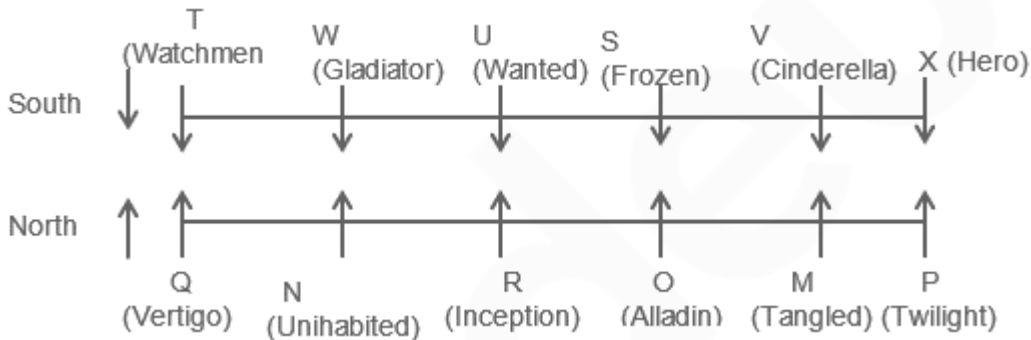 T
(Watchmen
W
(Gladiator)
U
(Wanted)
S
(Frozen)
V
(Cinderella)
X (Hero)
South
North
Q
(Vertigo)
N
(Unihabited)
R
(Inception)
O
(Alladin)
M
(Tangled)
P
(Twilight)